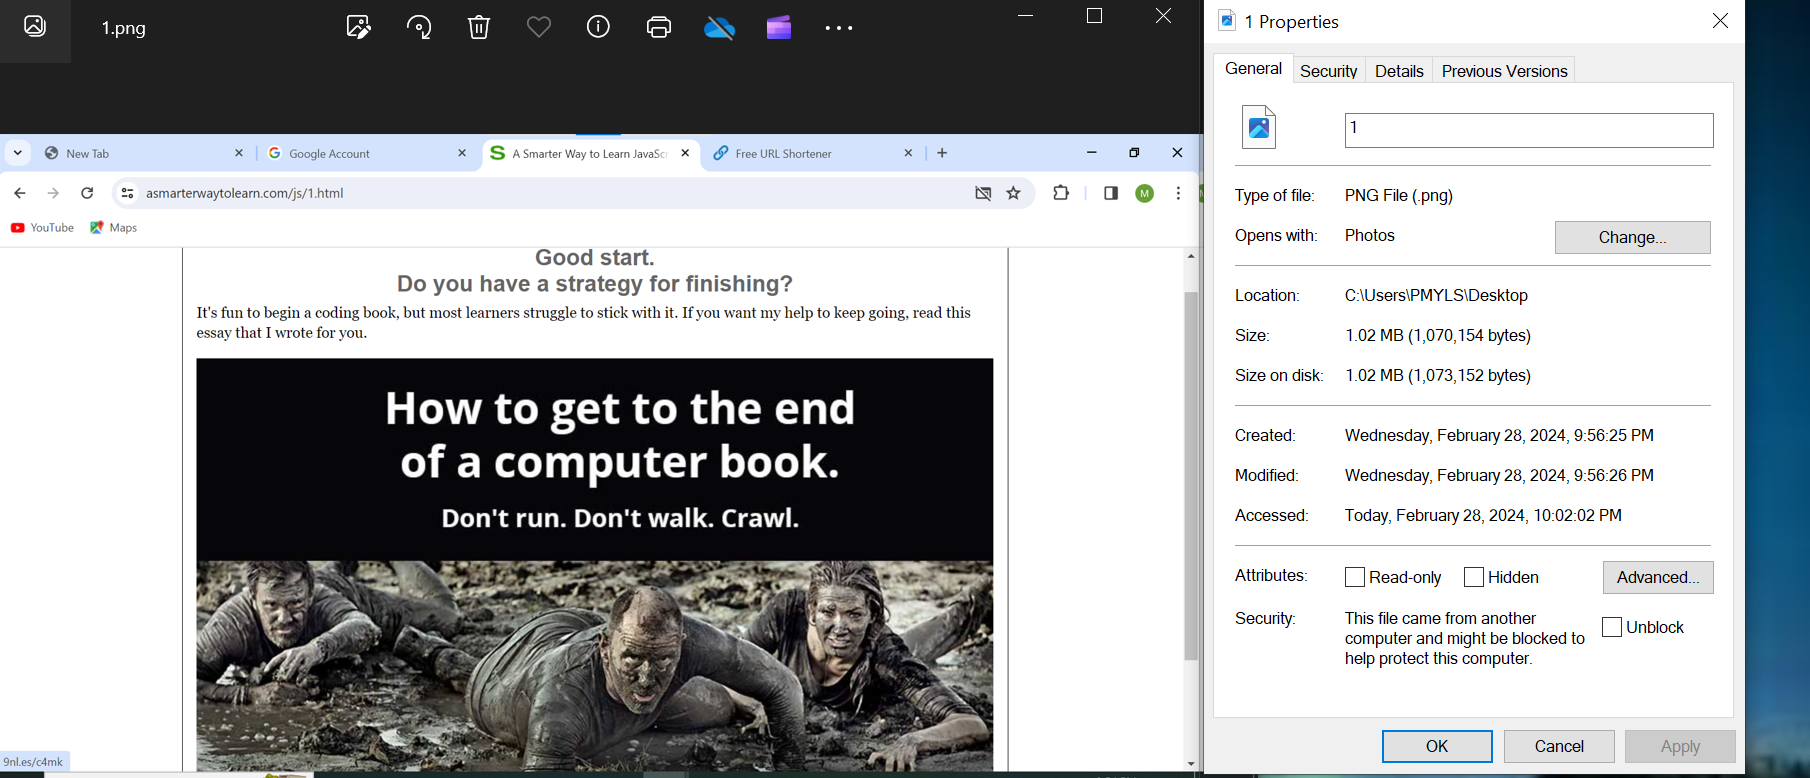 1.png
New Tab
Google Account
A Smarter Way to Learn JavaScr
Free URL Shortener
asmarterwaytolearn.com/js/1.html
M
YouTube
Maps
Good start.
Do you have a strategy for finishing?
It's fun to begin a coding book, but most learners struggle to stick with it. If you want my help to keep going, read this
essay that I wrote for you.
How to get to the end
of a computer book.
Don't run. Don't walk. Crawl.
9nl.es/c4mk
1 Properties
General Security Details Previous Versions
1
Type of file: PNG File (.png)
Opens with: Photos Change...
Location: C:\Users\PMYLS\Desktop
Size: 1.02 MB (1,070,154 bytes)
Size on disk: 1.02 MB (1,073,152 bytes)
Created: Wednesday, February 28, 2024, 9:56:25 PM
Modified: Wednesday, February 28, 2024, 9:56:26 PM
Accessed: Today, February 28, 2024, 10:02:02 PM
Attributes: Read-only Hidden Advanced...
Security: This file came from another
computer and might be blocked to
help protect this computer.
Unblock
OK Cancel Apply